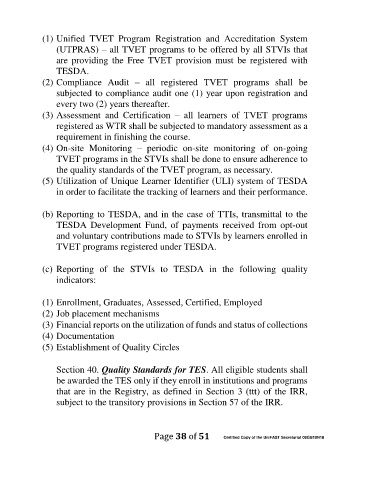 (1) Unified TVET Program Registration and Accreditation System
(UTPRAS) – all TVET programs to be offered by all STVIs that
are providing the Free TVET provision must be registered with
TESDA.
(2) Compliance Audit – all registered TVET programs shall be
subjected to compliance audit one (1) year upon registration and
every two (2) years thereafter.
(3) Assessment and Certification – all learners of TVET programs
registered as WTR shall be subjected to mandatory assessment as a
requirement in finishing the course.
(4) On-site Monitoring – periodic on-site monitoring of on-going
TVET programs in the STVIs shall be done to ensure adherence to
the quality standards of the TVET program, as necessary.
(5) Utilization of Unique Learner Identifier (ULI) system of TESDA
in order to facilitate the tracking of learners and their performance.
(b) Reporting to TESDA, and in the case of TTIs, transmittal to the
TESDA Development Fund, of payments received from opt-out
and voluntary contributions made to STVIs by learners enrolled in
TVET programs registered under TESDA.
(c) Reporting of the STVIs to TESDA in the following quality
indicators:
(1) Enrollment, Graduates, Assessed, Certified, Employed
(2) Job placement mechanisms
(3) Financial reports on the utilization of funds and status of collections
(4) Documentation
(5) Establishment of Quality Circles
Section 40. Quality Standards for TES. All eligible students shall
be awarded the TES only if they enroll in institutions and programs
that are in the Registry, as defined in Section 3 (ttt) of the IRR,
subject to the transitory provisions in Section 57 of the IRR.
Page 38 of 51 Certified Copy of the UniFAST Secretariat